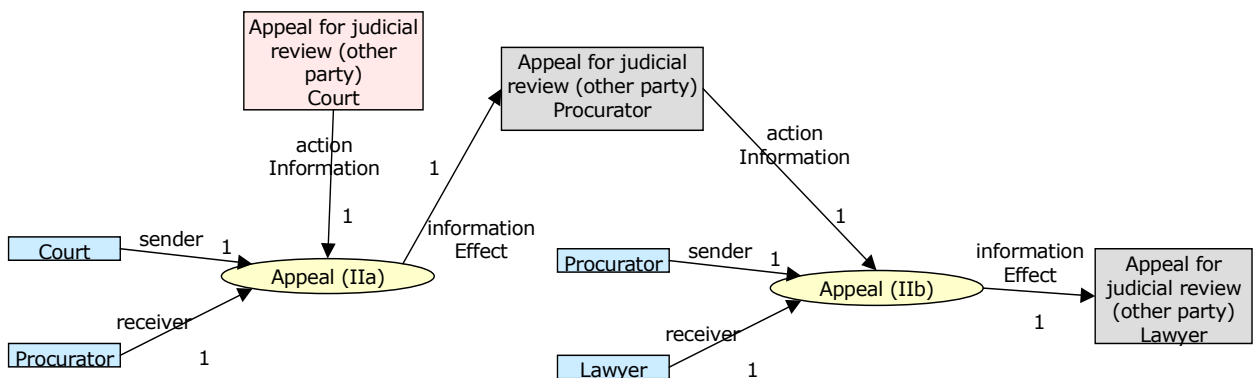 Appeal for judicial
review (other
party)
Court
Appeal for judicial
review (other party)
Procurator
action
Information
1
action
Information
1
1
information
Effect
Court
sender
1
Appeal (IIa)
receiver
Procurator
1
1
Procurator
sender
1
Appeal (IIb)
information
Effect
1
Appeal for
judicial review
(other party)
Lawyer
receiver
Lawyer
1